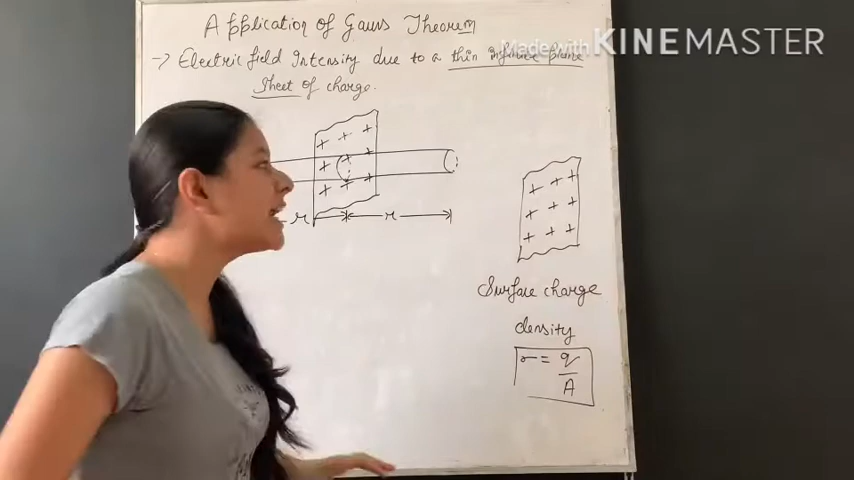 Application of Gauss Theorem
Made with KINEMASTER
→ Electric field Intensity due to a thin infinite plane
Sheet of charge.
+ + +
+ + +
+ + +
r r
+ + +
+ + +
+ + +
Surface charge
density
σ = q
A